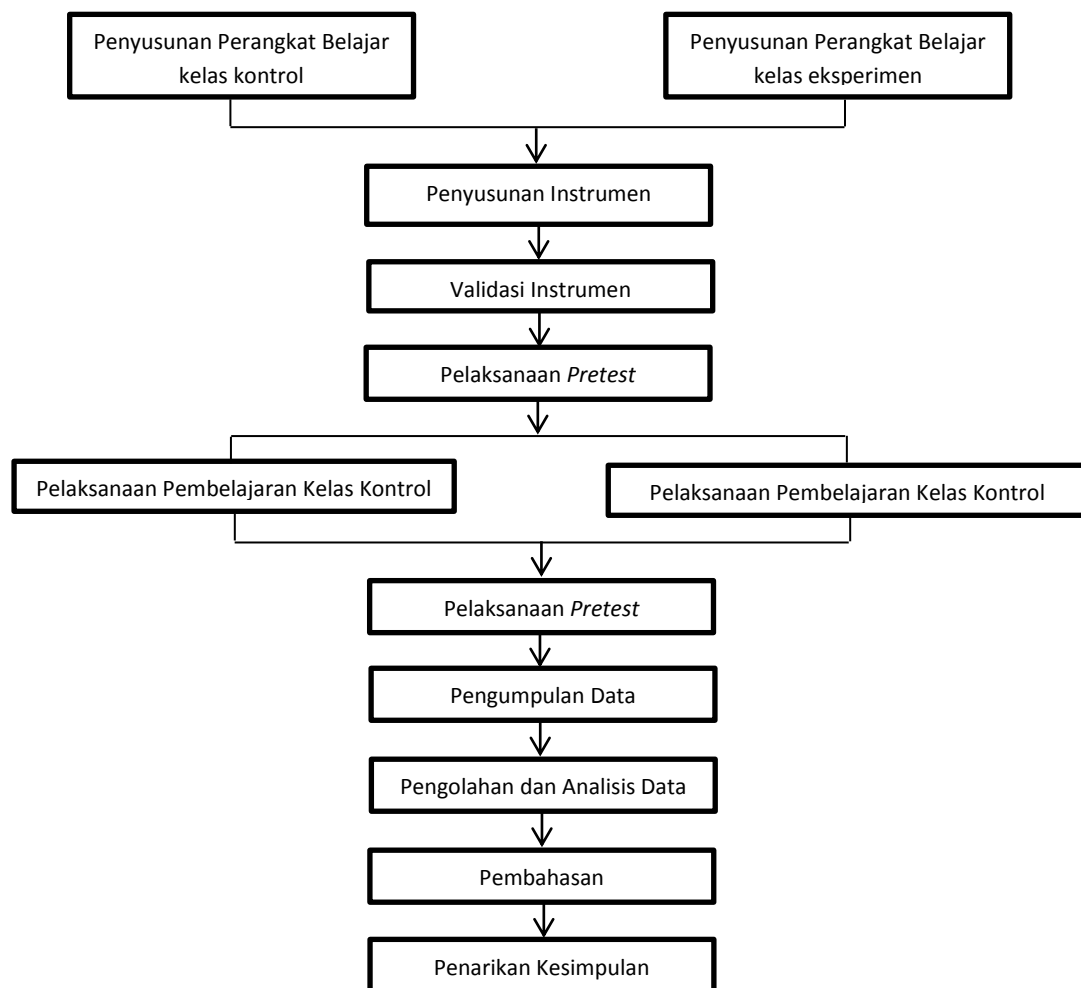 Penyusunan Perangkat Belajar
kelas kontrol
Penyusunan Perangkat Belajar
kelas eksperimen
Penyusunan Instrumen
Validasi Instrumen
Pelaksanaan Pretest
Pelaksanaan Pembelajaran Kelas Kontrol
Pelaksanaan Pembelajaran Kelas Kontrol
Pelaksanaan Pretest
Pengumpulan Data
Pengolahan dan Analisis Data
Pembahasan
Penarikan Kesimpulan